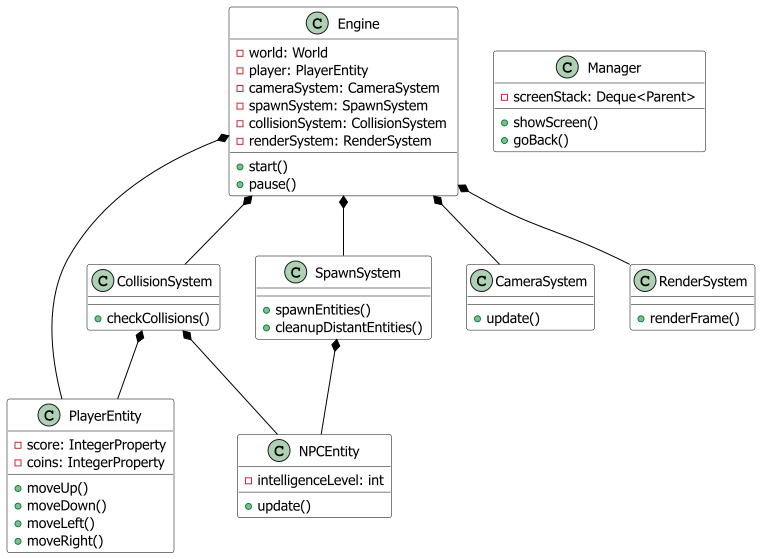 C Engine
world: World
player: PlayerEntity
cameraSystem: CameraSystem
spawnSystem: SpawnSystem
collisionSystem: CollisionSystem
renderSystem: RenderSystem
start()
pause()
C Manager
screenStack: Deque<Parent>
showScreen()
goBack()
C CollisionSystem
checkCollisions()
C SpawnSystem
spawnEntities()
cleanupDistantEntities()
C CameraSystem
update()
C RenderSystem
renderFrame()
C PlayerEntity
score: IntegerProperty
coins: IntegerProperty
moveUp()
moveDown()
moveLeft()
moveRight()
C NPCEntity
intelligenceLevel: int
update()